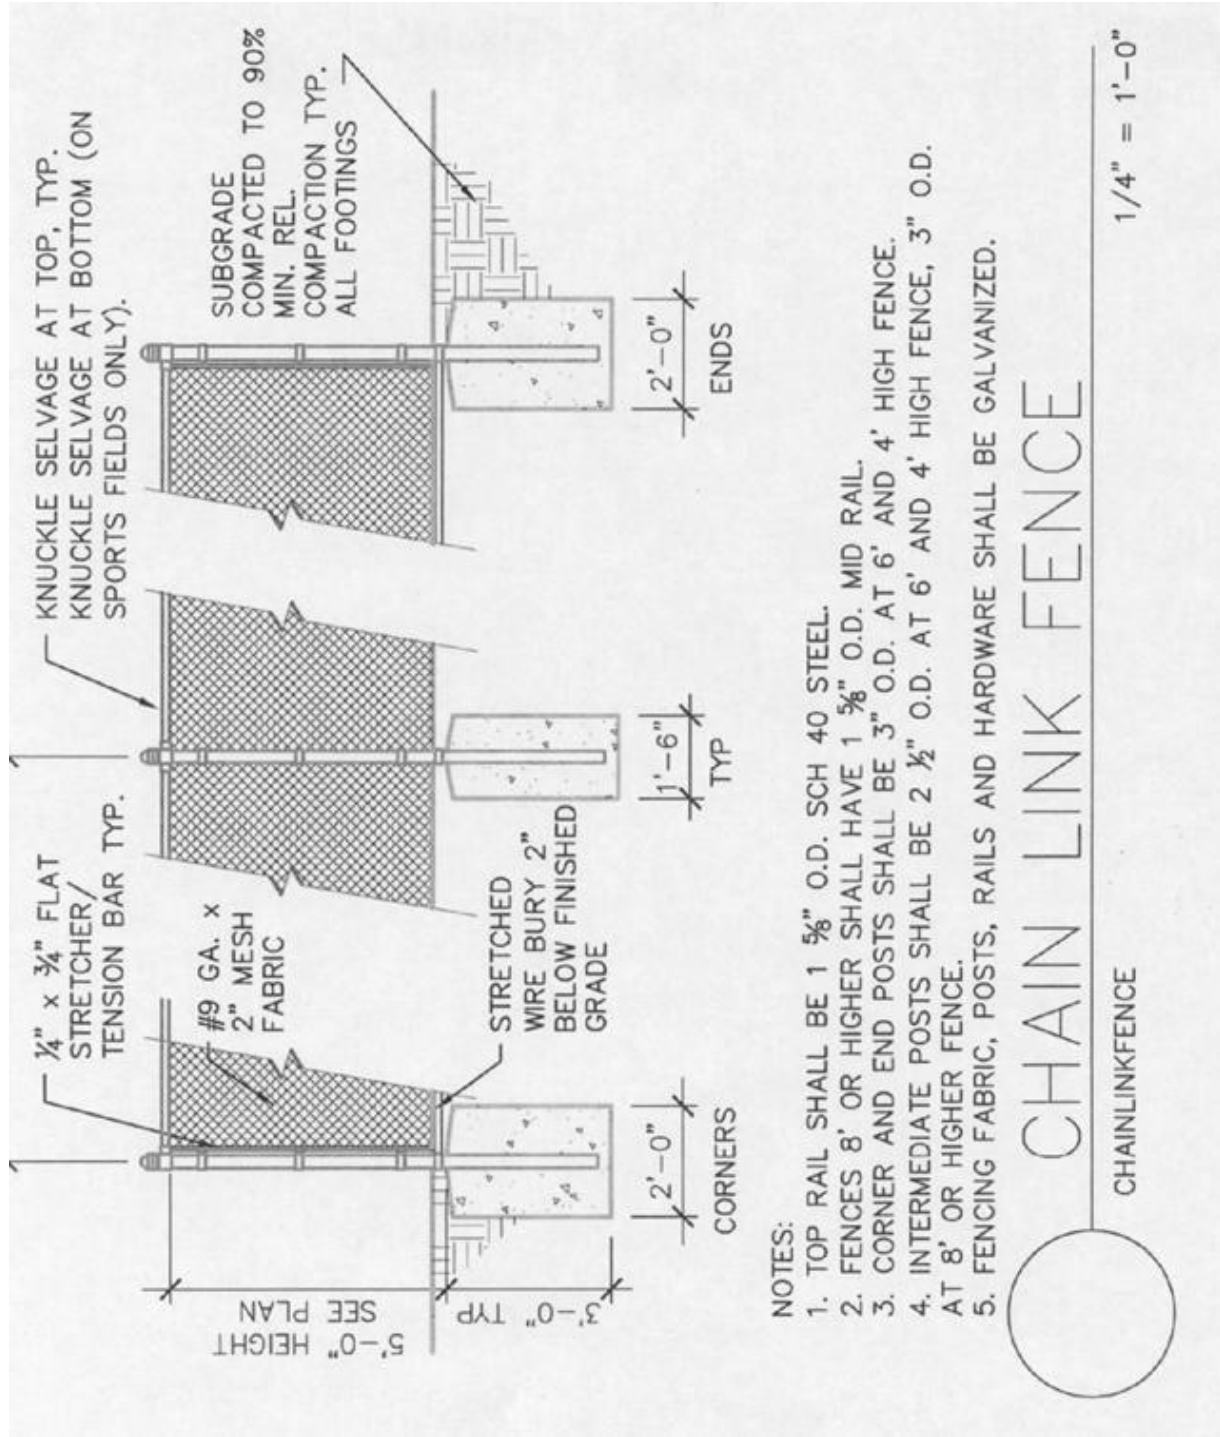 ¼" x ¾" FLAT
STRETCHER/
TENSION BAR TYP.
KNUCKLE SELVAGE AT TOP, TYP.
KNUCKLE SELVAGE AT BOTTOM (ON
SPORTS FIELDS ONLY).
#9 GA. x
2" MESH
FABRIC
SUBGRADE
COMPACTED TO 90%
MIN. REL.
COMPACTION TYP.
ALL FOOTINGS
5'-0" HEIGHT
SEE PLAN
3'-0" TYP
STRETCHED
WIRE BURY 2"
BELOW FINISHED
GRADE
2'-0"
CORNERS
1'-6"
TYP
2'-0"
ENDS
NOTES:
1. TOP RAIL SHALL BE 1 ⅝" O.D. SCH 40 STEEL.
2. FENCES 8' OR HIGHER SHALL HAVE 1 ⅝" O.D. MID RAIL.
3. CORNER AND END POSTS SHALL BE 3" O.D. AT 6' AND 4' HIGH FENCE.
4. INTERMEDIATE POSTS SHALL BE 2 ½" O.D. AT 6' AND 4' HIGH FENCE, 3" O.D.
AT 8' OR HIGHER FENCE.
5. FENCING FABRIC, POSTS, RAILS AND HARDWARE SHALL BE GALVANIZED.
CHAIN LINK FENCE
CHAINLINKFENCE
1/4" = 1'-0"